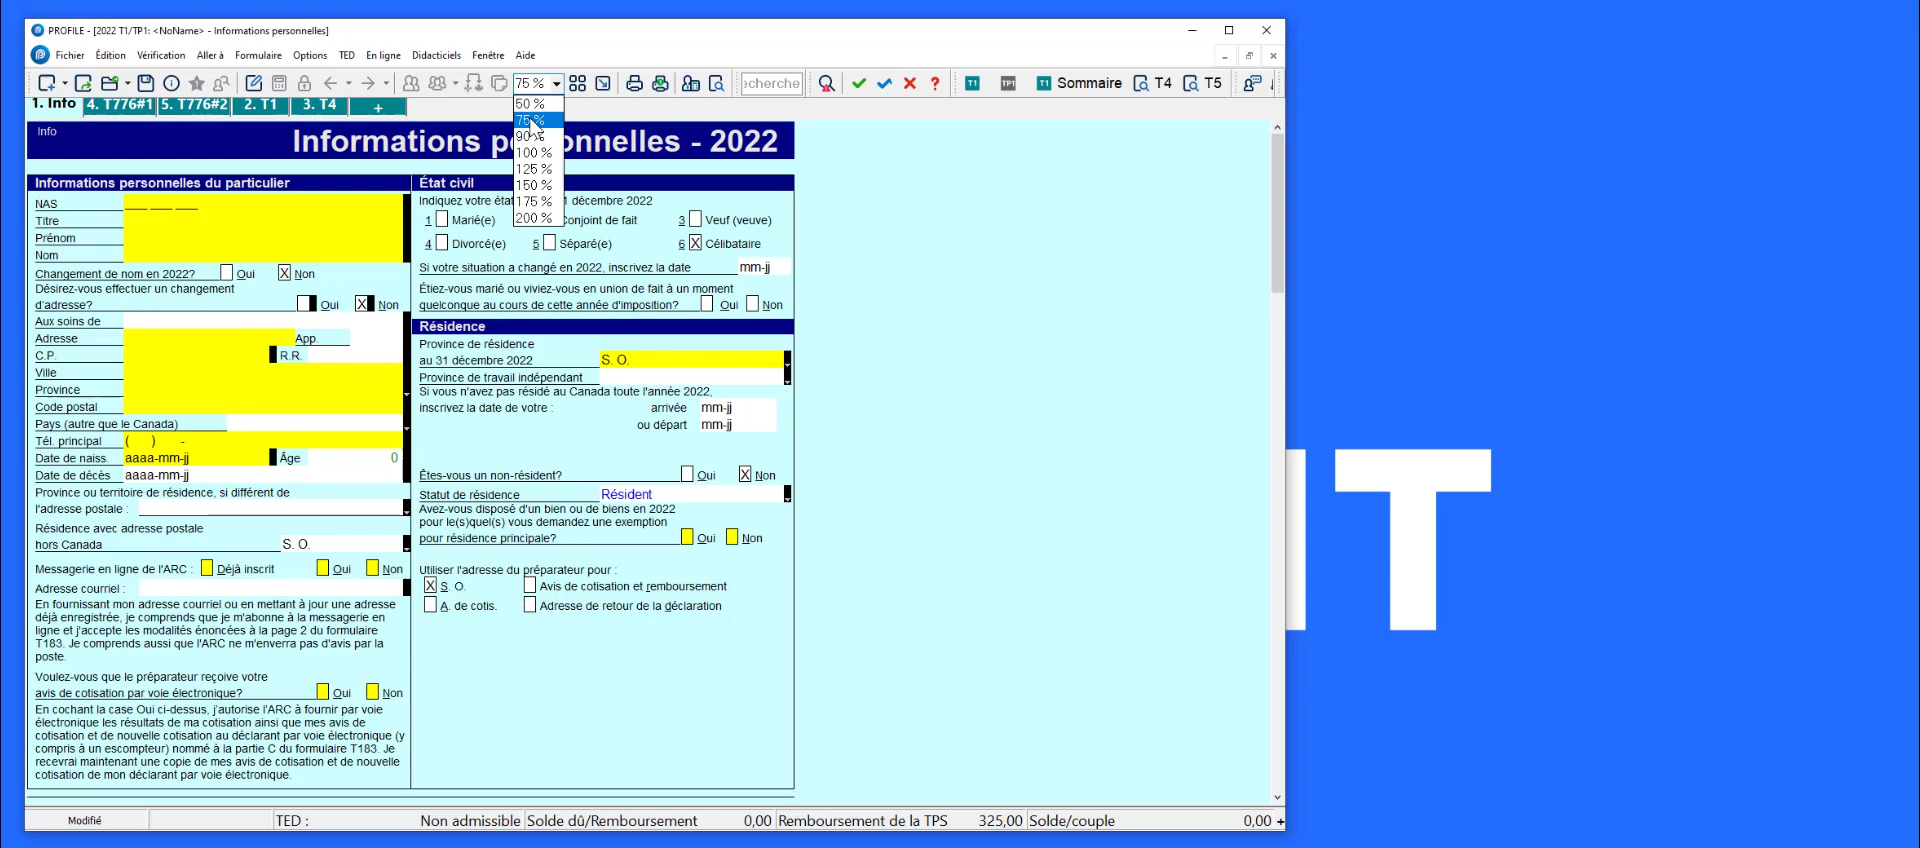 PROFILE - [2022 T1/TP1: <NoName> - Informations personnelles]
Fichier Édition Vérification Aller à Formulaire Options TED En ligne Didacticiels Fenêtre Aide
75 % echerche T1 TP1 T1 Sommaire T4 T5
1. Info 4. T776#1 5. T776#2 2. T1 3. T4 +
50 %
75 %
90 %
100 %
125 %
150 %
175 %
200 %
Info
Informations personnelles - 2022
Informations personnelles du particulier
NAS
Titre
Prénom
Nom
Changement de nom en 2022? Oui X Non
Désirez-vous effectuer un changement
d'adresse? Oui X Non
Aux soins de
Adresse App.
C.P. R.R.
Ville
Province
Code postal
Pays (autre que le Canada)
Tél. principal ( ) -
Date de naiss. aaaa-mm-jj Âge 0
Date de décès aaaa-mm-jj
Province ou territoire de résidence, si différent de
l'adresse postale :
Résidence avec adresse postale
hors Canada S. O.
Messagerie en ligne de l'ARC : Déjà inscrit Oui Non
Adresse courriel :
En fournissant mon adresse courriel ou en mettant à jour une adresse
déjà enregistrée, je comprends que je m'abonne à la messagerie en
ligne et j'accepte les modalités énoncées à la page 2 du formulaire
T183. Je comprends aussi que l'ARC ne m'enverra pas d'avis par la
poste.
Voulez-vous que le préparateur reçoive votre
avis de cotisation par voie électronique? Oui Non
En cochant la case Oui ci-dessus, j'autorise l'ARC à fournir par voie
électronique les résultats de ma cotisation ainsi que mes avis de
cotisation et de nouvelle cotisation au déclarant par voie électronique (y
compris à un escompteur) nommé à la partie C du formulaire T183. Je
recevrai maintenant une copie de mes avis de cotisation et de nouvelle
cotisation de mon déclarant par voie électronique.
État civil
Indiquez votre état 1 décembre 2022
1 Marié(e) Conjoint de fait 3 Veuf (veuve)
4 Divorcé(e) 5 Séparé(e) 6 X Célibataire
Si votre situation a changé en 2022, inscrivez la date mm-jj
Étiez-vous marié ou viviez-vous en union de fait à un moment
quelconque au cours de cette année d'imposition? Oui Non
Résidence
Province de résidence
au 31 décembre 2022 S. O.
Province de travail indépendant
Si vous n'avez pas résidé au Canada toute l'année 2022,
inscrivez la date de votre : arrivée mm-jj
ou départ mm-jj
Êtes-vous un non-résident? Oui X Non
Statut de résidence Résident
Avez-vous disposé d'un bien ou de biens en 2022
pour le(s)quel(s) vous demandez une exemption
pour résidence principale? Oui Non
Utiliser l'adresse du préparateur pour :
X S. O. Avis de cotisation et remboursement
A. de cotis. Adresse de retour de la déclaration
Modifié TED : Non admissible Solde dû/Remboursement 0,00 Remboursement de la TPS 325,00 Solde/couple 0,00 +
T